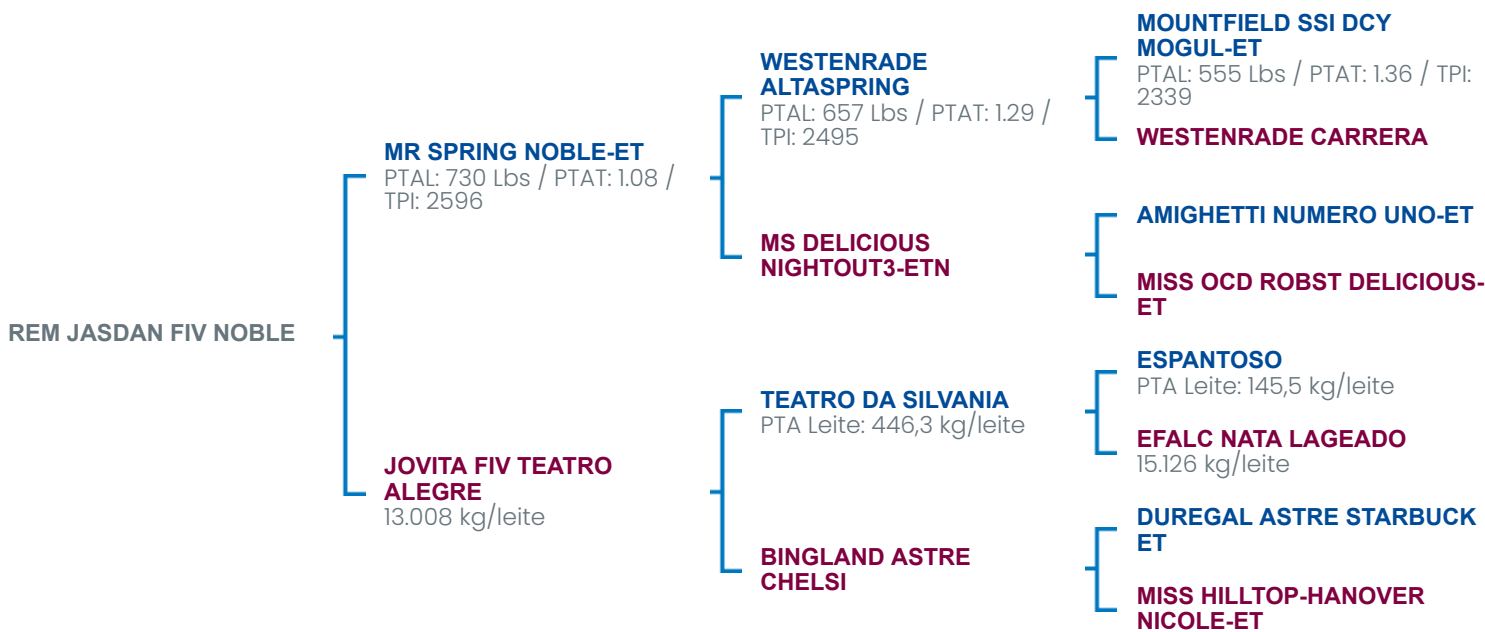 REM JASDAN FIV NOBLE
MR SPRING NOBLE-ET
PTAL: 730 Lbs / PTAT: 1.08 /
TPI: 2596
JOVITA FIV TEATRO
ALEGRE
13.008 kg/leite
WESTENRADE
ALTASPRING
PTAL: 657 Lbs / PTAT: 1.29 /
TPI: 2495
MS DELICIOUS
NIGHTOUT3-ETN
TEATRO DA SILVANIA
PTA Leite: 446,3 kg/leite
BINGLAND ASTRE
CHELSI
MOUNTFIELD SSI DCY
MOGUL-ET
PTAL: 555 Lbs / PTAT: 1.36 / TPI:
2339
WESTENRADE CARRERA
AMIGHETTI NUMERO UNO-ET
MISS OCD ROBST DELICIOUS-
ET
ESPANTOSO
PTA Leite: 145,5 kg/leite
EFALC NATA LAGEADO
15.126 kg/leite
DUREGAL ASTRE STARBUCK
ET
MISS HILLTOP-HANOVER
NICOLE-ET